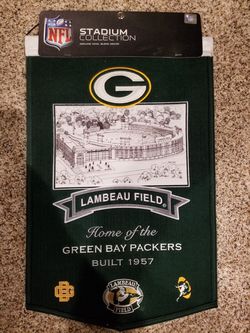 NFL
STADIUM
COLLECTION
G
LAMBEAU FIELD®
Home of the
GREEN BAY PACKERS
BUILT 1957
LAMBEAU
FIELD